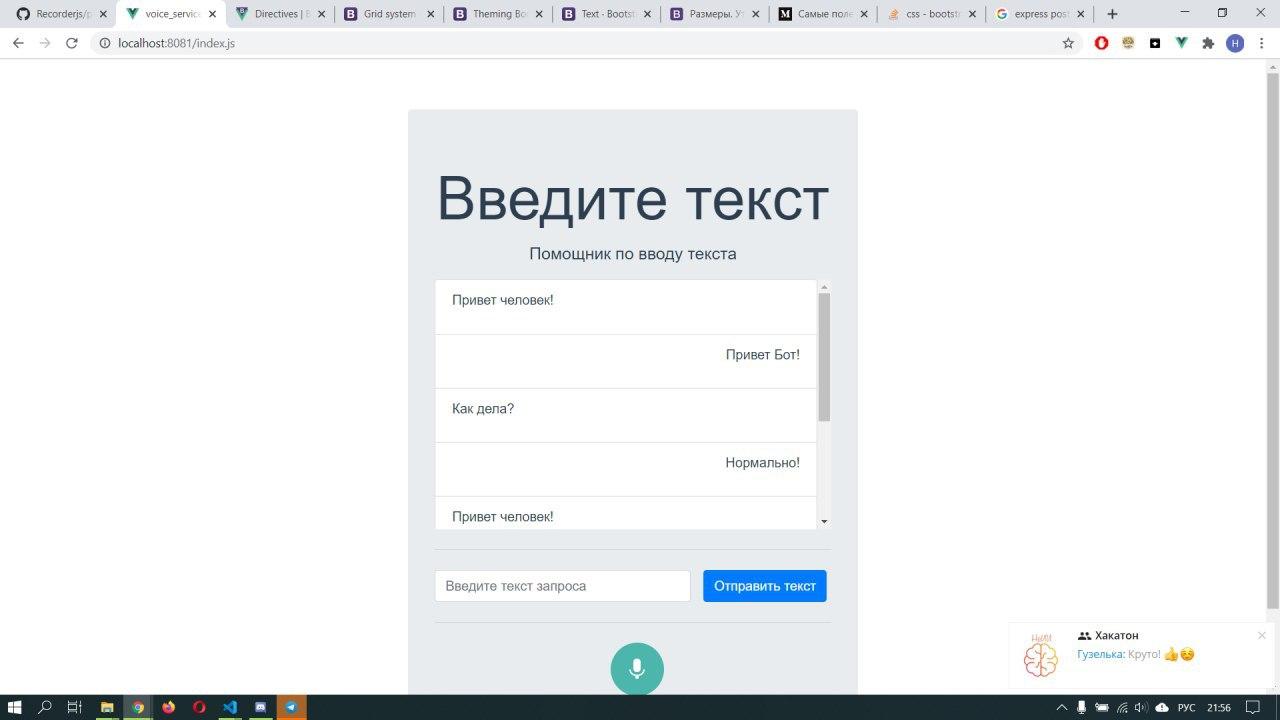 Recorderjs/
voice_service
Directives | 
Grid system
Theming Bo
Text · Bootst
Размеры. У
Самые поле
css - bootstr
express post
localhost:8081/index.js
H
Введите текст
Помощник по вводу текста
Привет человек!
Привет Бот!
Как дела?
Нормально!
Привет человек!
Введите текст запроса
Отправить текст
НуИИ
Хакатон
Гузелька: Круто! 👍☺️
РУС
21:56